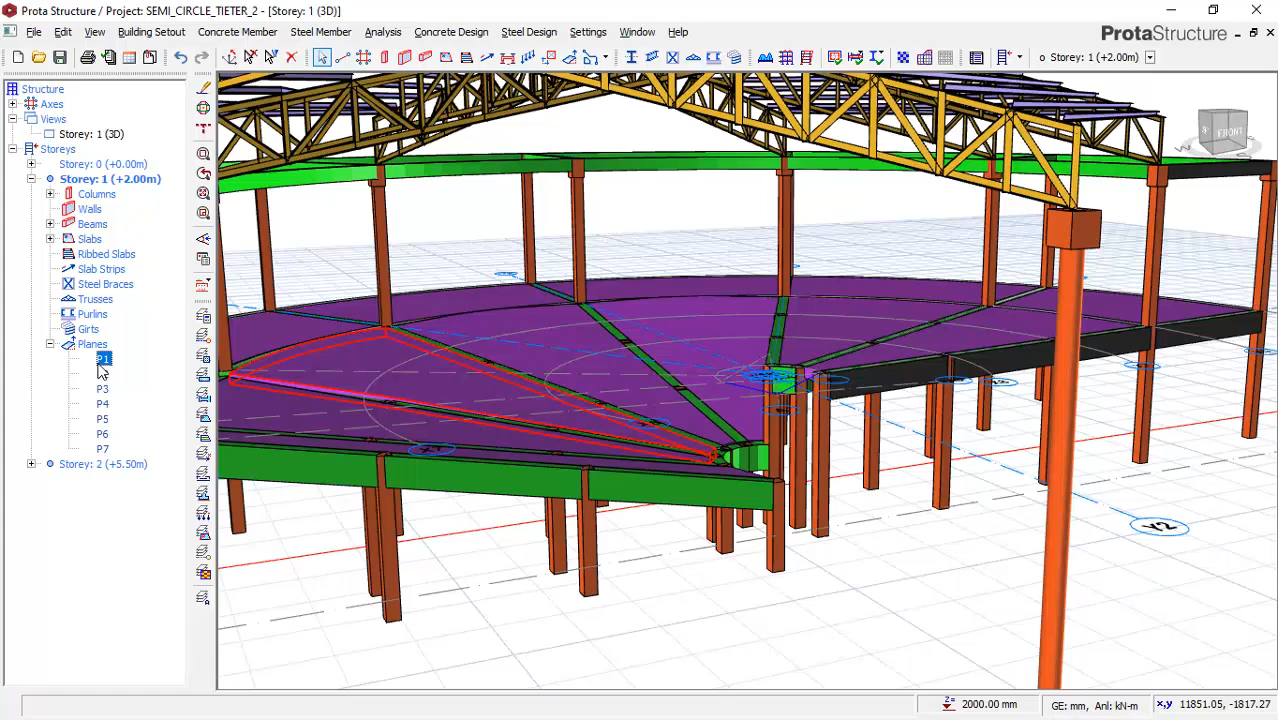 Prota Structure / Project: SEMI_CIRCLE_TIETER_2 - [Storey: 1 (3D)]
File Edit View Building Setout Concrete Member Steel Member Analysis Concrete Design Steel Design Settings Window Help
ProtaStructure
Storey: 1 (+2.00m)
Structure
Axes
Views
Storey: 1 (3D)
Storeys
Storey: 0 (+0.00m)
Storey: 1 (+2.00m)
Columns
Walls
Beams
Slabs
Ribbed Slabs
Slab Strips
Steel Braces
Trusses
Purlins
Girts
Planes
P1
P3
P4
P5
P6
P7
Storey: 2 (+5.50m)
FRONT
Y2
Z= 2000.00 mm
GE: mm, Anl: kN-m
x,y 11851.05, -1817.27